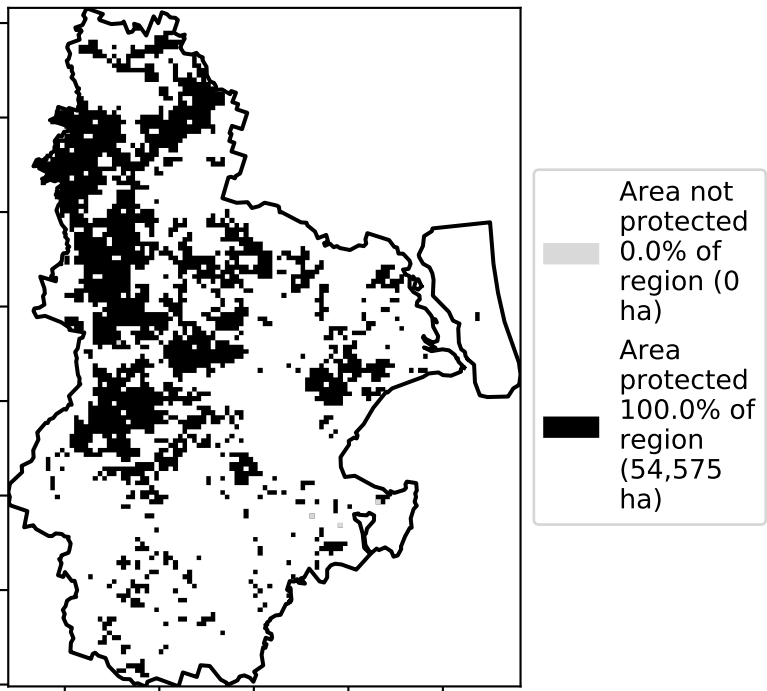 Area not
protected
0.0% of
region (0
ha)
Area
protected
100.0% of
region
(54,575
ha)